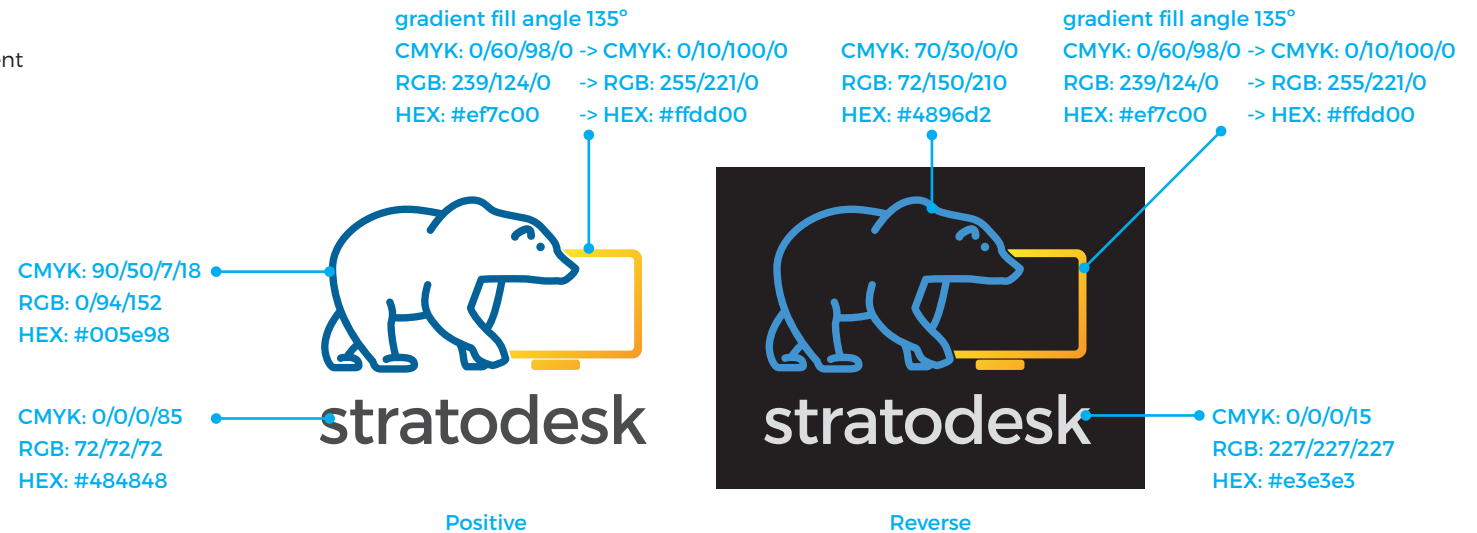 ent
gradient fill angle 135º
CMYK: 0/60/98/0 -> CMYK: 0/10/100/0
RGB: 239/124/0 -> RGB: 255/221/0
HEX: #ef7c00 -> HEX: #ffdd00
CMYK: 70/30/0/0
RGB: 72/150/210
HEX: #4896d2
gradient fill angle 135º
CMYK: 0/60/98/0 -> CMYK: 0/10/100/0
RGB: 239/124/0 -> RGB: 255/221/0
HEX: #ef7c00 -> HEX: #ffdd00
CMYK: 90/50/7/18
RGB: 0/94/152
HEX: #005e98
CMYK: 0/0/0/85
RGB: 72/72/72
HEX: #484848
stratodesk
stratodesk
CMYK: 0/0/0/15
RGB: 227/227/227
HEX: #e3e3e3
Positive
Reverse